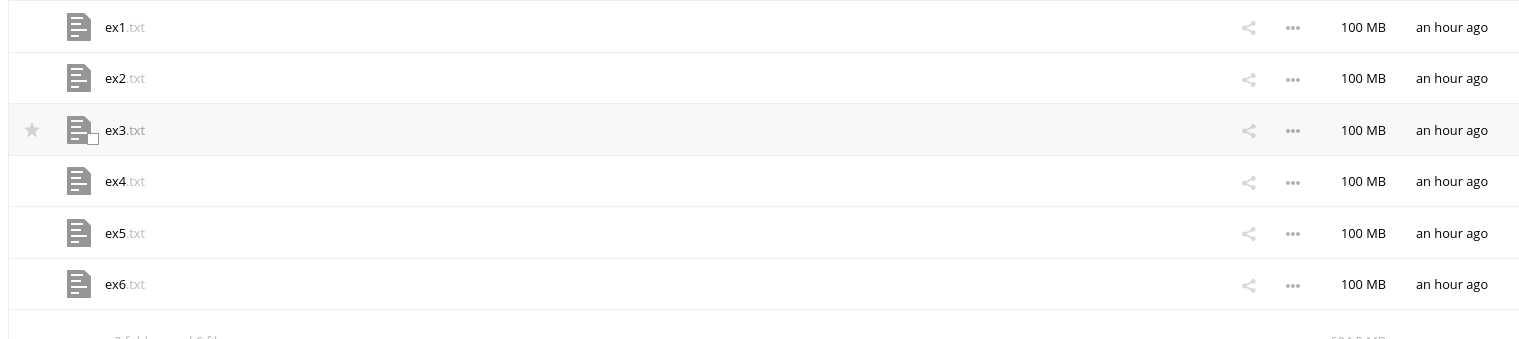 ex1.txt 100 MB an hour ago
ex2.txt 100 MB an hour ago
ex3.txt 100 MB an hour ago
ex4.txt 100 MB an hour ago
ex5.txt 100 MB an hour ago
ex6.txt 100 MB an hour ago